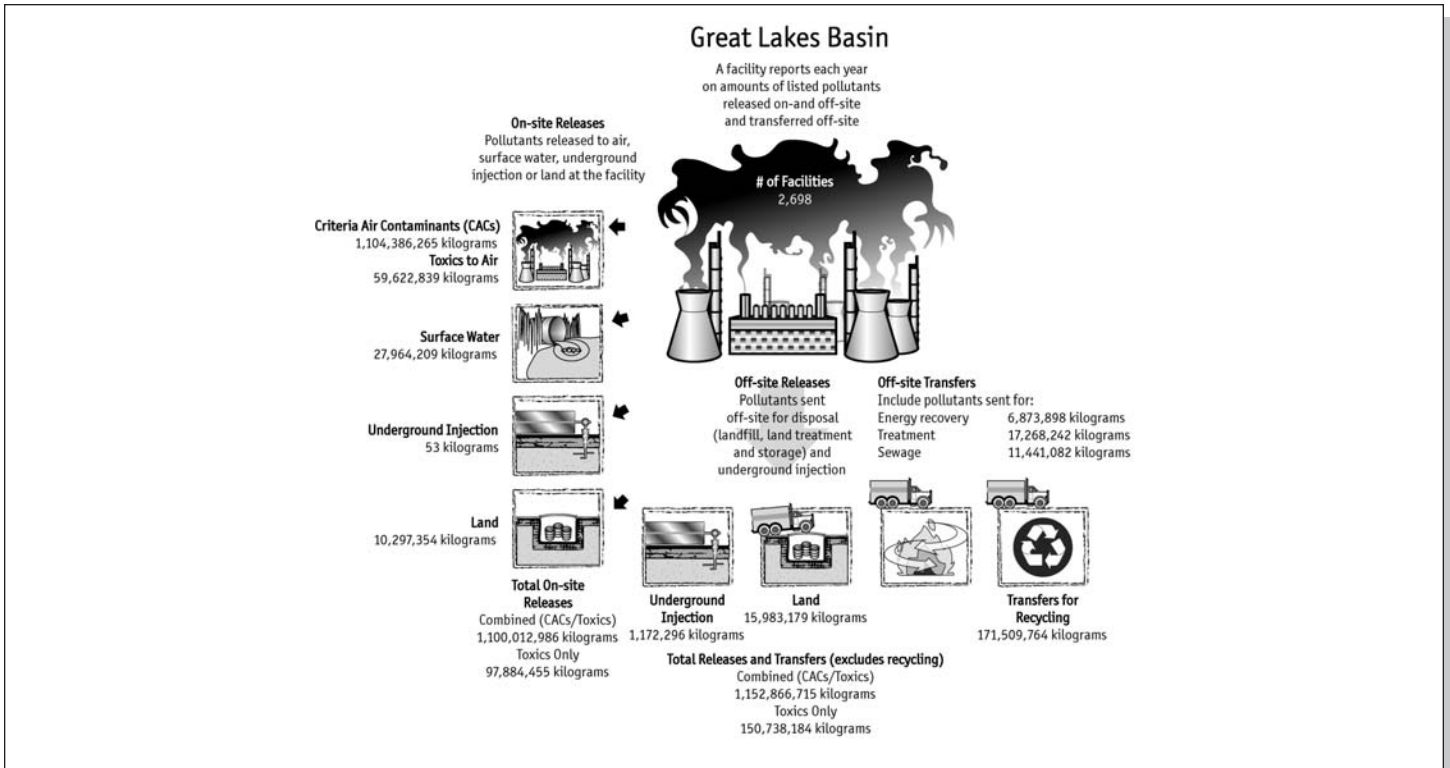 Great Lakes Basin
A facility reports each year
on amounts of listed pollutants
released on-and off-site
and transferred off-site
On-site Releases
Pollutants released to air,
surface water, underground
injection or land at the facility
# of Facilities
2,698
Criteria Air Contaminants (CACs)
1,104,386,265 kilograms
Toxics to Air
59,622,839 kilograms
Surface Water
27,964,209 kilograms
Underground Injection
53 kilograms
Land
10,297,354 kilograms
Total On-site
Releases
Combined (CACs/Toxics)
1,100,012,986 kilograms
Toxics Only
97,884,455 kilograms
Off-site Releases
Pollutants sent
off-site for disposal
(landfill, land treatment
and storage) and
underground injection
Off-site Transfers
Include pollutants sent for:
Energy recovery 6,873,898 kilograms
Treatment 17,268,242 kilograms
Sewage 11,441,082 kilograms
Underground
Injection
1,172,296 kilograms
Land
15,983,179 kilograms
Transfers for
Recycling
171,509,764 kilograms
Total Releases and Transfers (excludes recycling)
Combined (CACs/Toxics)
1,152,866,715 kilograms
Toxics Only
150,738,184 kilograms